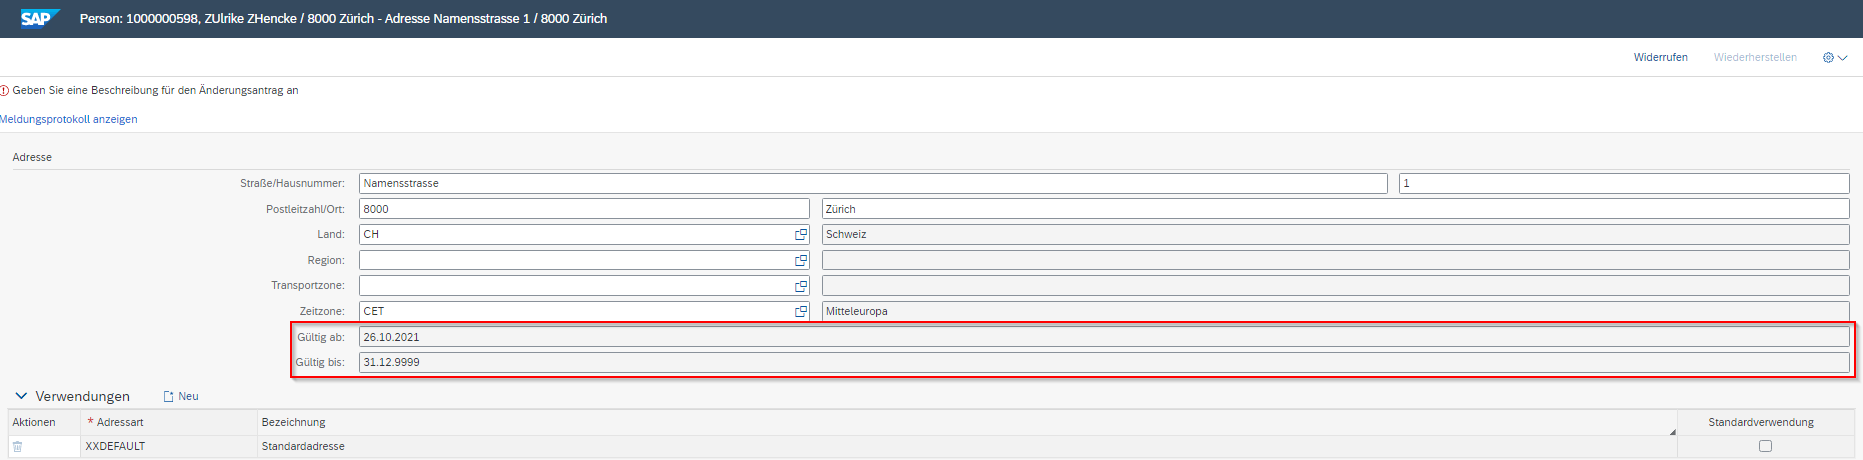 SAP Person: 1000000598, ZUlrike ZHencke / 8000 Zürich - Adresse Namensstrasse 1 / 8000 Zürich
Widerrufen Wiederherstellen
Geben Sie eine Beschreibung für den Änderungsantrag an
Meldungsprotokoll anzeigen
Adresse
Straße/Hausnummer: Namensstrasse 1
Postleitzahl/Ort: 8000 Zürich
Land: CH Schweiz
Region:
Transportzone:
Zeitzone: CET Mitteleuropa
Gültig ab: 26.10.2021
Gültig bis: 31.12.9999
Verwendungen Neu
Aktionen * Adressart Bezeichnung Standardverwendung
XXDEFAULT Standardadresse